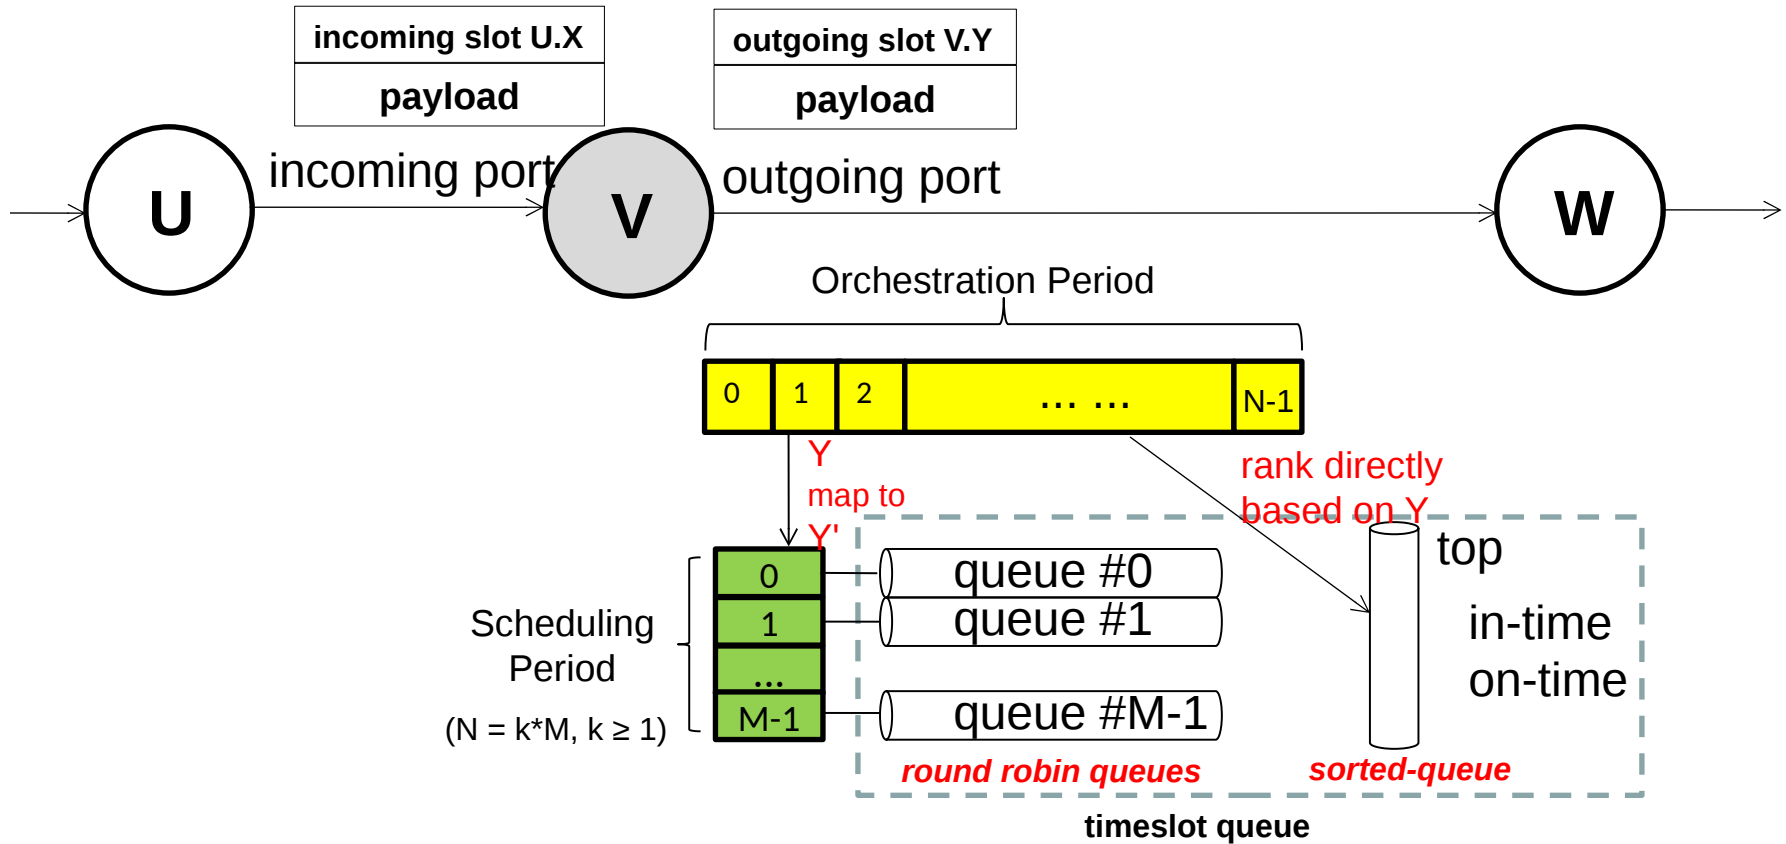 incoming slot U.X
payload
outgoing slot V.Y
payload
incoming port
outgoing port
U
V
W
Orchestration Period
0
1
2
... ...
N-1
Y
map to
Y'
rank directly
based on Y
Scheduling
Period
(N = k*M, k ≥ 1)
0
1
...
M-1
queue #0
queue #1
queue #M-1
round robin queues
top
in-time
on-time
sorted-queue
timeslot queue